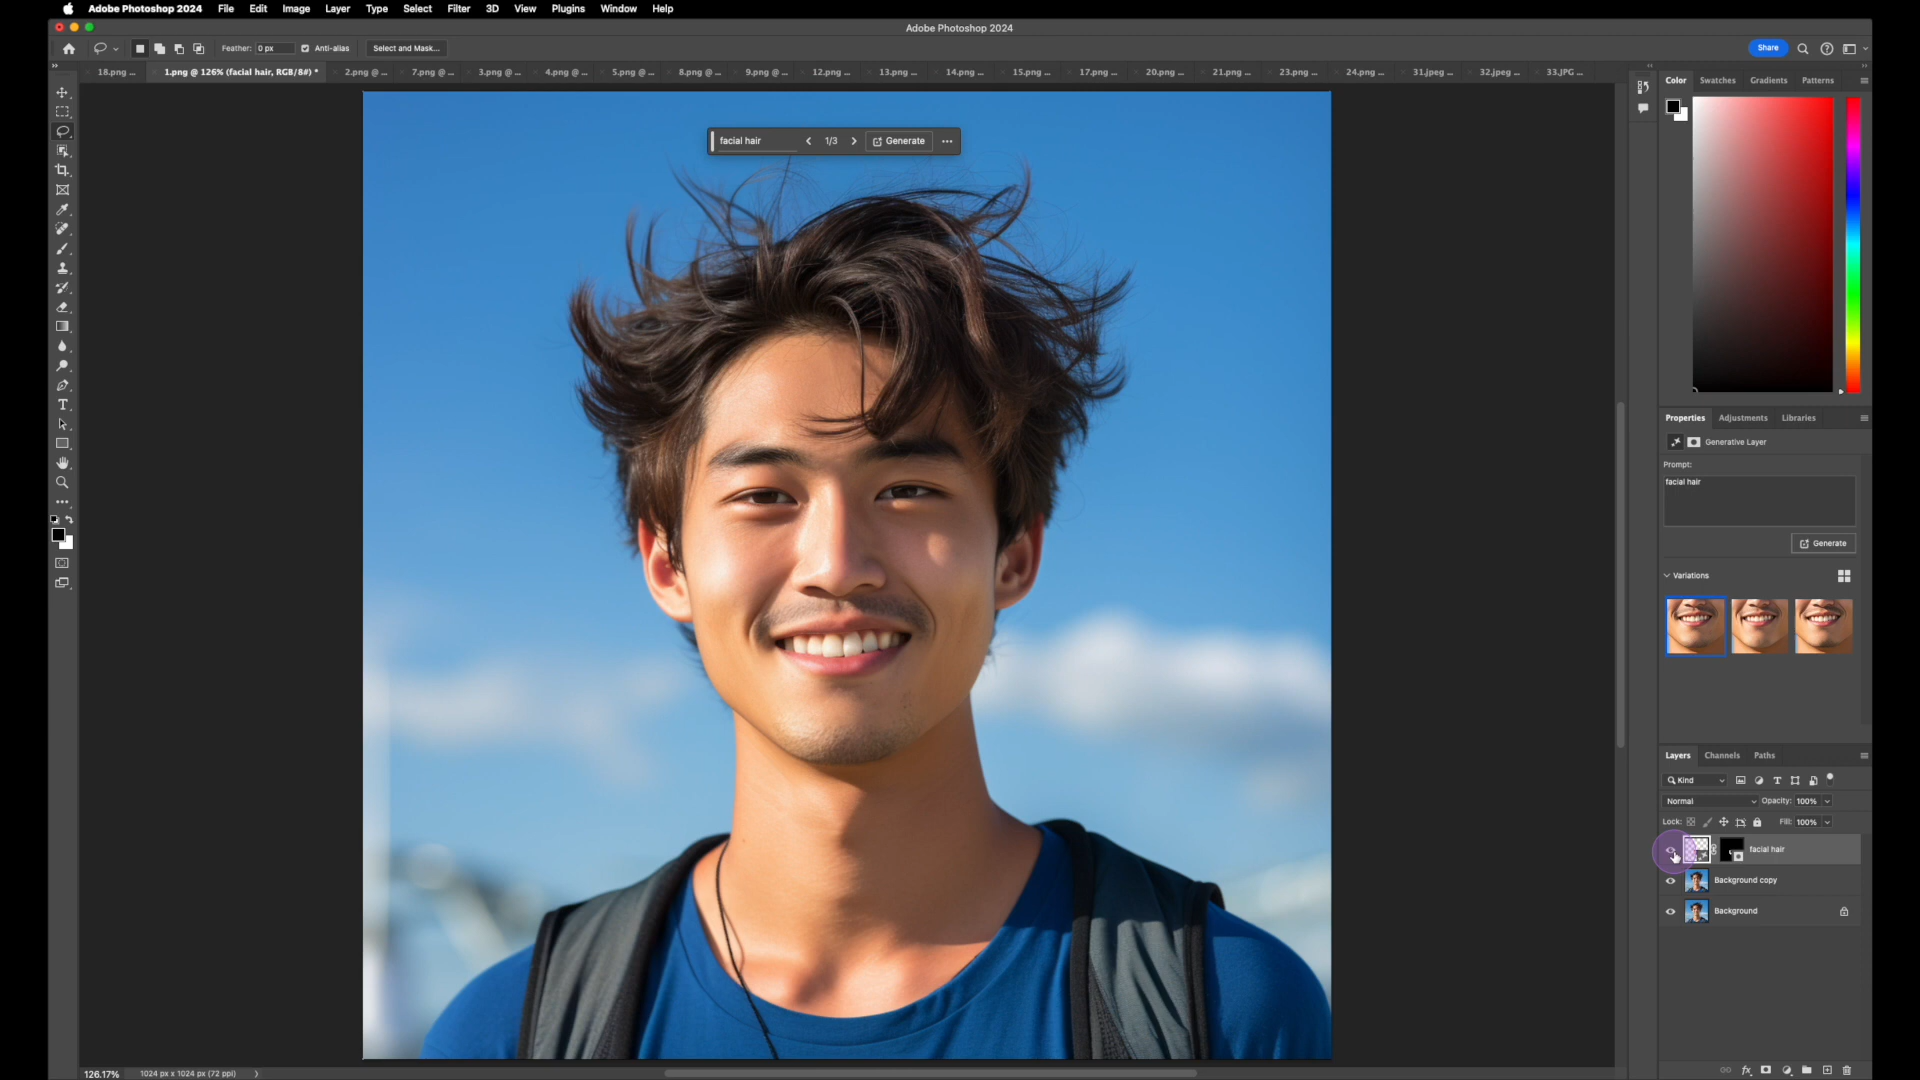 Adobe Photoshop 2024 File Edit Image Layer Type Select Filter 3D View Plugins Window Help
Adobe Photoshop 2024
Feather: 0 px Anti-alias Select and Mask... Share
18.png ... 1.png @ 126% (facial hair, RGB/8#) * 2.png @ ... 7.png @ ... 3.png @ ... 4.png @ ... 5.png @ ... 8.png @ ... 9.png @ ... 12.png ... 13.png ... 14.png ... 15.png ... 17.png ... 20.png ... 21.png ... 23.png ... 24.png ... 31.jpeg ... 32.jpeg ... 33.JPG ...
Color Swatches Gradients Patterns
facial hair 1/3 Generate ...
Properties Adjustments Libraries
Generative Layer
Prompt:
facial hair
Generate
Variations
Layers Channels Paths
Kind
Normal Opacity: 100%
Lock: Fill: 100%
facial hair
Background copy
Background
126.17% 1024 px x 1024 px (72 ppi)